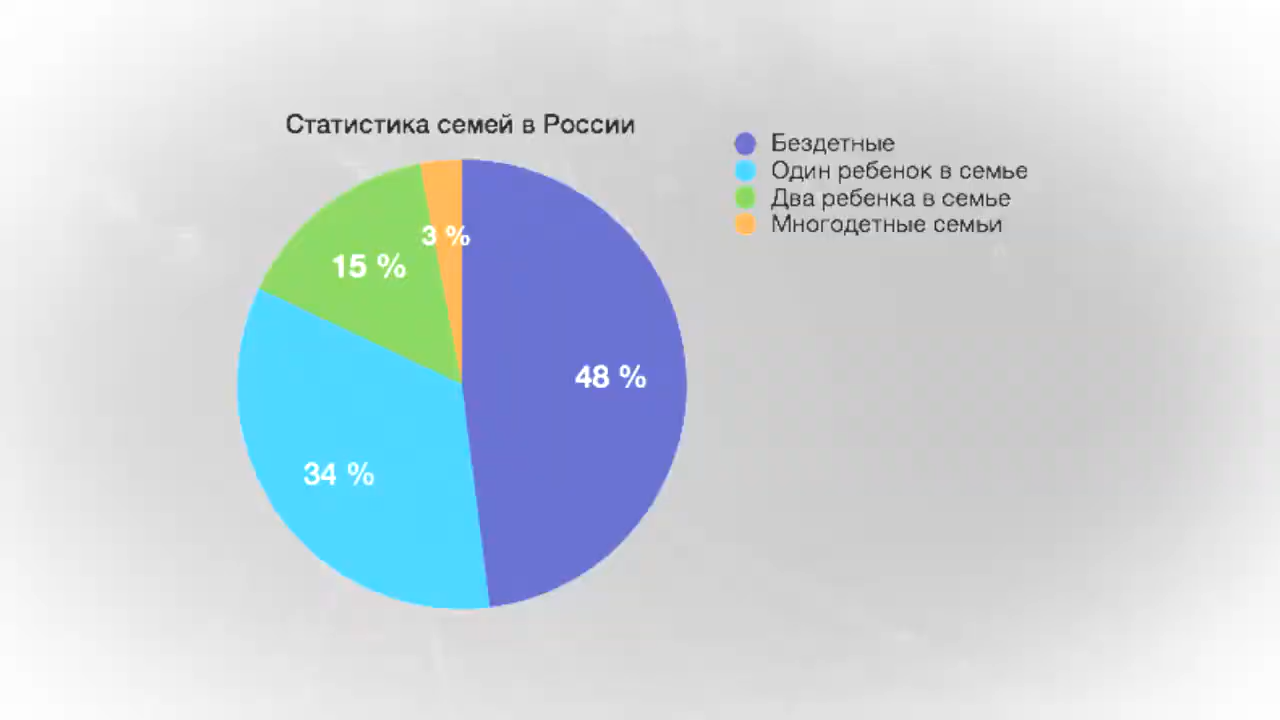 Статистика семей в России
Бездетные
Один ребенок в семье
Два ребенка в семье
Многодетные семьи
3 %
15 %
48 %
34 %